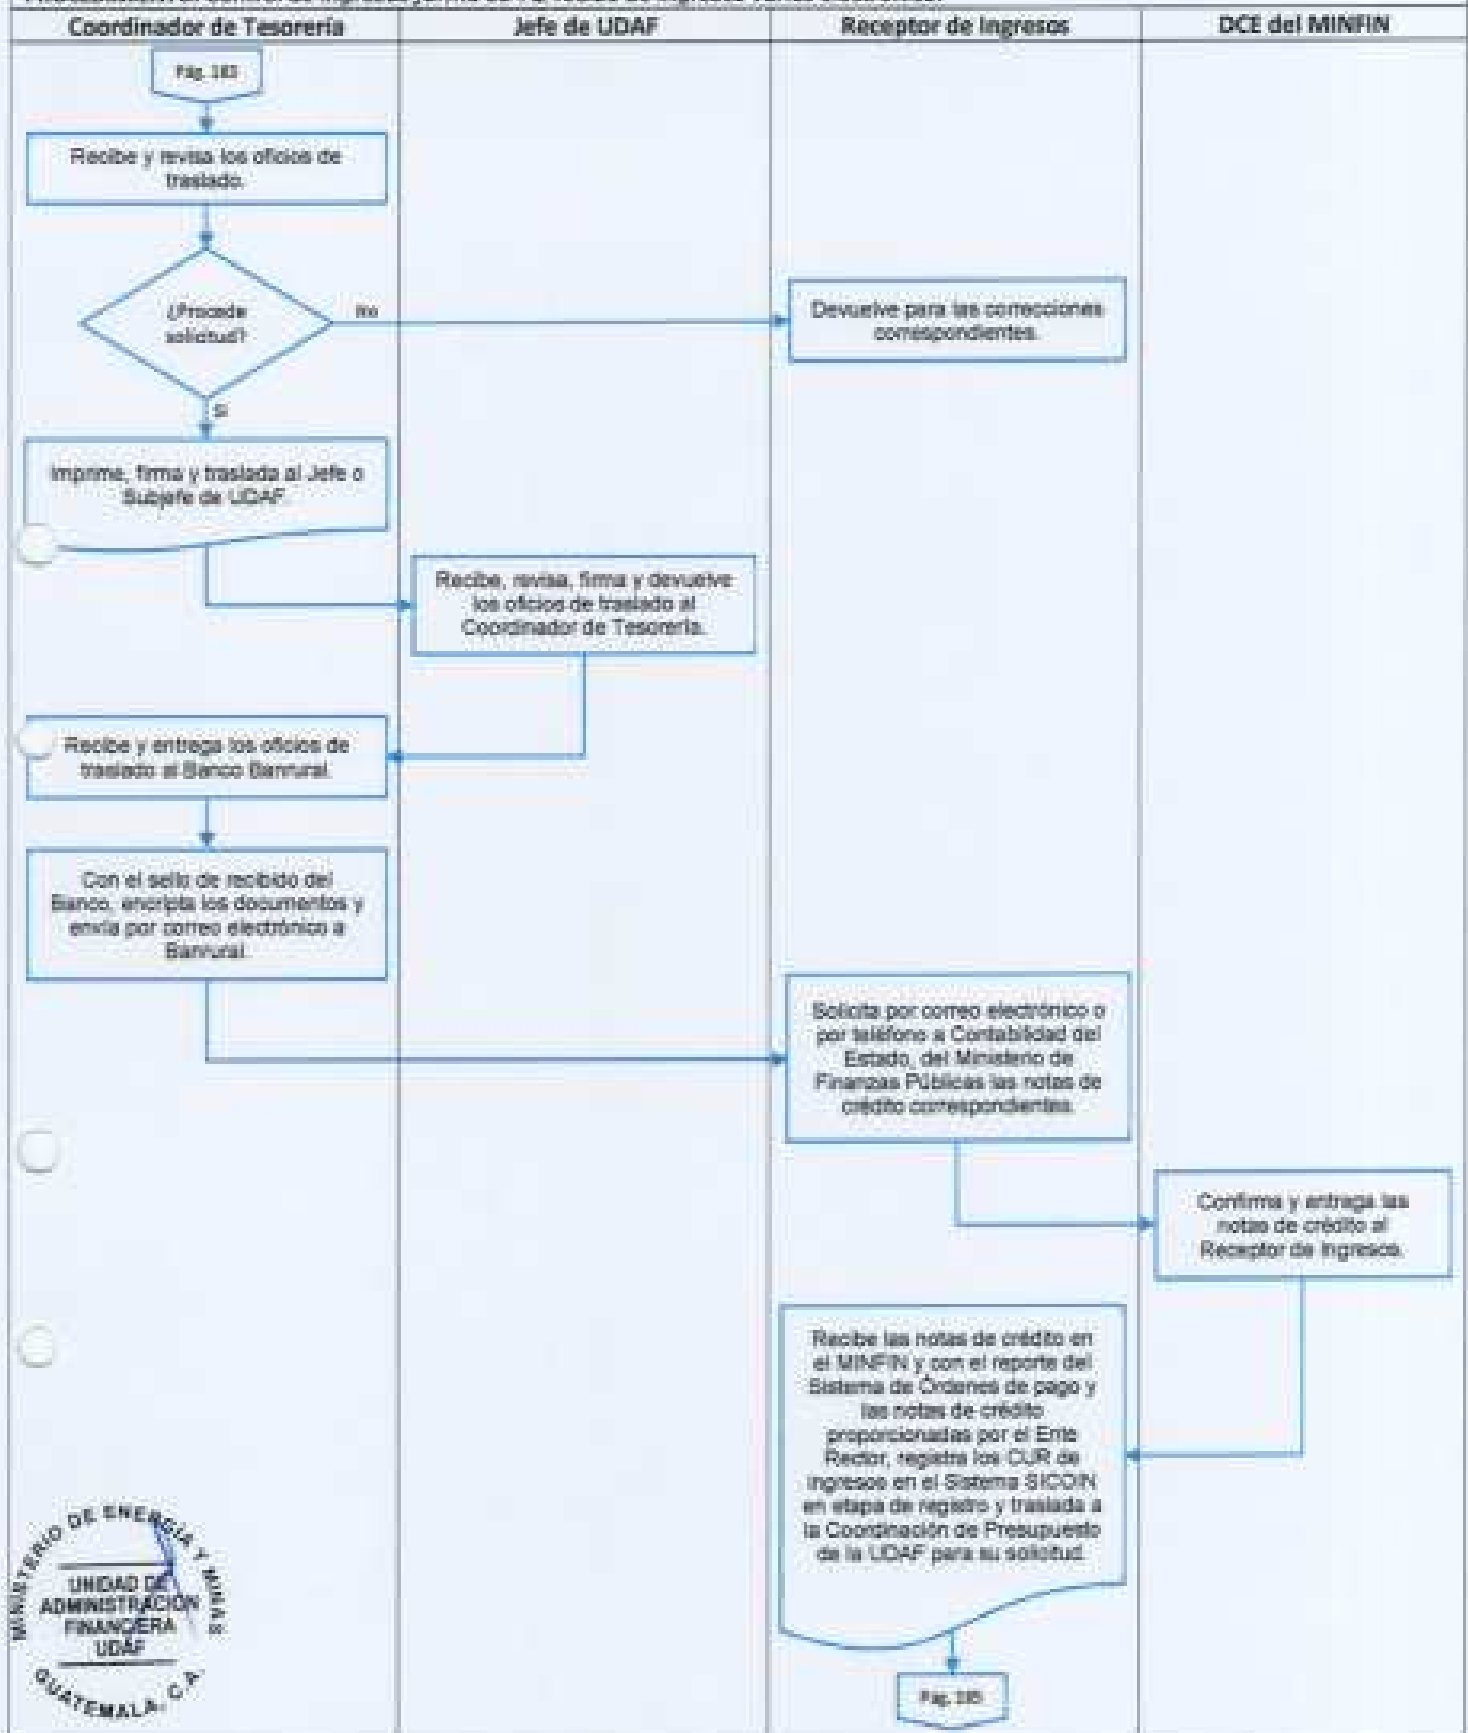 Coordinador de Tesorería
Jefe de UDAF
Receptor de Ingresos
DCE del MINFIN
Pág. 183
Recibe y revisa los oficios de
traslado.
¿Procede
solicitud?
No
Devuelve para las correcciones
correspondientes.
Si
Imprime, firma y traslada al Jefe o
Subjefe de UDAF.
Recibe, revisa, firma y devuelve
los oficios de traslado al
Coordinador de Tesorería.
Recibe y entrega los oficios de
traslado al Banco Banrural.
Con el sello de recibido del
Banco, encripta los documentos y
envía por correo electrónico a
Banrural.
Solicita por correo electrónico o
por teléfono a Contabilidad del
Estado, del Ministerio de
Finanzas Públicas las notas de
crédito correspondientes.
Confirma y entrega las
notas de crédito al
Receptor de Ingresos.
Recibe las notas de crédito en
el MINFIN y con el reporte del
Sistema de Órdenes de pago y
las notas de crédito
proporcionadas por el Ente
Rector, registra los CUR de
ingresos en el Sistema SICOIN
en etapa de registro y traslada a
la Coordinación de Presupuesto
de la UDAF para su solicitud.
Pág. 185
MINISTERIO DE ENERGÍA Y MINAS
UNIDAD DE
ADMINISTRACIÓN
FINANCIERA
UDAF
GUATEMALA, C.A.